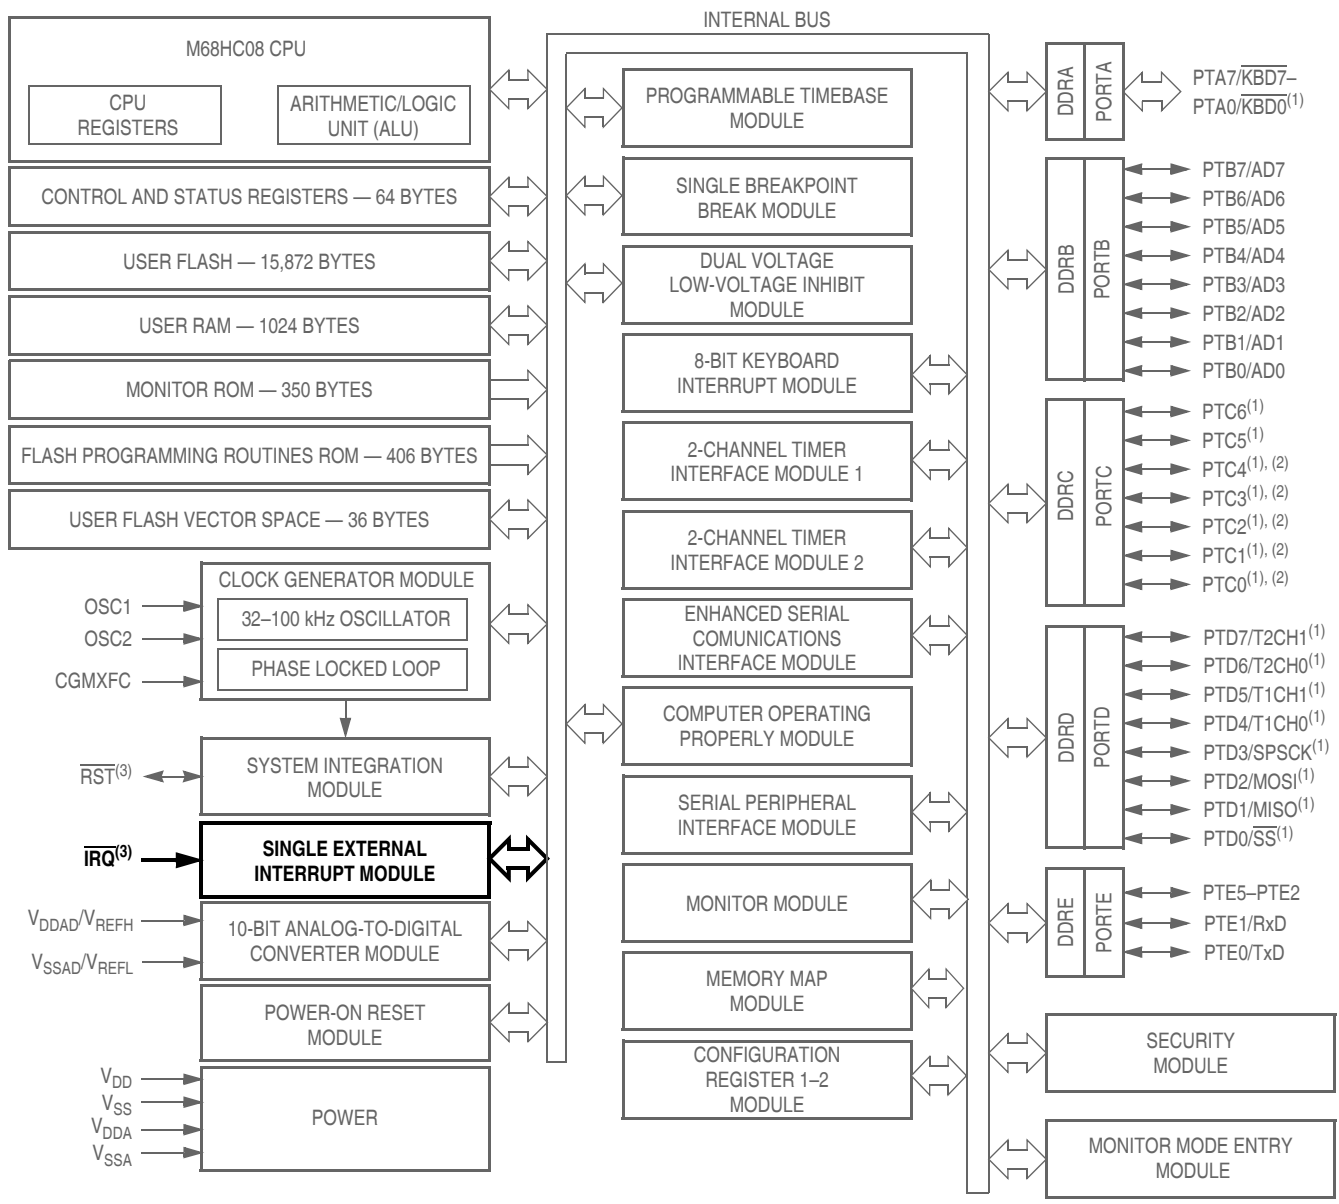 INTERNAL BUS
M68HC08 CPU
CPU
REGISTERS
ARITHMETIC/LOGIC
UNIT (ALU)
CONTROL AND STATUS REGISTERS — 64 BYTES
USER FLASH — 15,872 BYTES
USER RAM — 1024 BYTES
MONITOR ROM — 350 BYTES
FLASH PROGRAMMING ROUTINES ROM — 406 BYTES
USER FLASH VECTOR SPACE — 36 BYTES
CLOCK GENERATOR MODULE
32–100 kHz OSCILLATOR
PHASE LOCKED LOOP
OSC1
OSC2
CGMXFC
SYSTEM INTEGRATION
MODULE
RST(3)
SINGLE EXTERNAL
INTERRUPT MODULE
IRQ(3)
10-BIT ANALOG-TO-DIGITAL
CONVERTER MODULE
VDDAD/VREFH
VSSAD/VREFL
POWER-ON RESET
MODULE
POWER
VDD
VSS
VDDA
VSSA
PROGRAMMABLE TIMEBASE
MODULE
SINGLE BREAKPOINT
BREAK MODULE
DUAL VOLTAGE
LOW-VOLTAGE INHIBIT
MODULE
8-BIT KEYBOARD
INTERRUPT MODULE
2-CHANNEL TIMER
INTERFACE MODULE 1
2-CHANNEL TIMER
INTERFACE MODULE 2
ENHANCED SERIAL
COMUNICATIONS
INTERFACE MODULE
COMPUTER OPERATING
PROPERLY MODULE
SERIAL PERIPHERAL
INTERFACE MODULE
MONITOR MODULE
MEMORY MAP
MODULE
CONFIGURATION
REGISTER 1–2
MODULE
DDRA
PORTA
PTA7/KBD7–
PTA0/KBD0(1)
DDRB
PORTB
PTB7/AD7
PTB6/AD6
PTB5/AD5
PTB4/AD4
PTB3/AD3
PTB2/AD2
PTB1/AD1
PTB0/AD0
DDRC
PORTC
PTC6(1)
PTC5(1)
PTC4(1), (2)
PTC3(1), (2)
PTC2(1), (2)
PTC1(1), (2)
PTC0(1), (2)
DDRD
PORTD
PTD7/T2CH1(1)
PTD6/T2CH0(1)
PTD5/T1CH1(1)
PTD4/T1CH0(1)
PTD3/SPSCK(1)
PTD2/MOSI(1)
PTD1/MISO(1)
PTD0/SS(1)
DDRE
PORTE
PTE5–PTE2
PTE1/RxD
PTE0/TxD
SECURITY
MODULE
MONITOR MODE ENTRY
MODULE